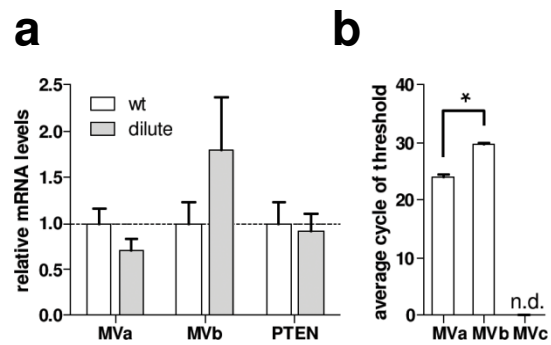 a
relative mRNA levels
2.5
2.0
1.5
1.0
0.5
0.0
wt
dilute
MVa MVb PTEN
b
average cycle of threshold
40
30
20
10
0
*
n.d.
MVa MVb MVc